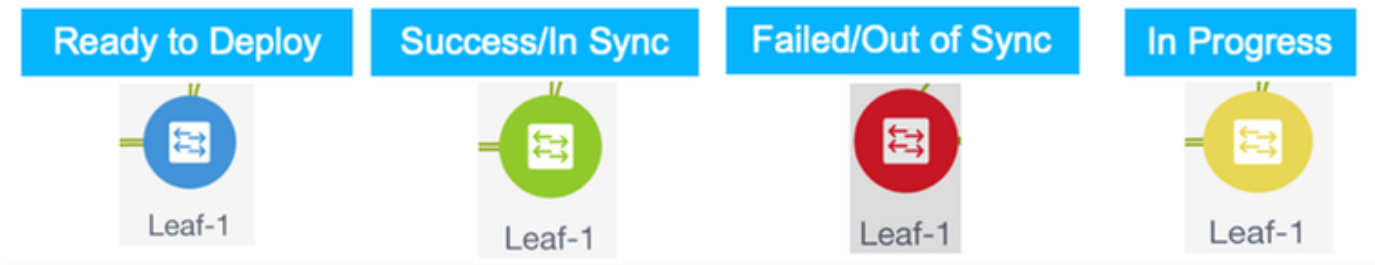 Ready to Deploy
Success/In Sync
Failed/Out of Sync
In Progress
Leaf-1
Leaf-1
Leaf-1
Leaf-1